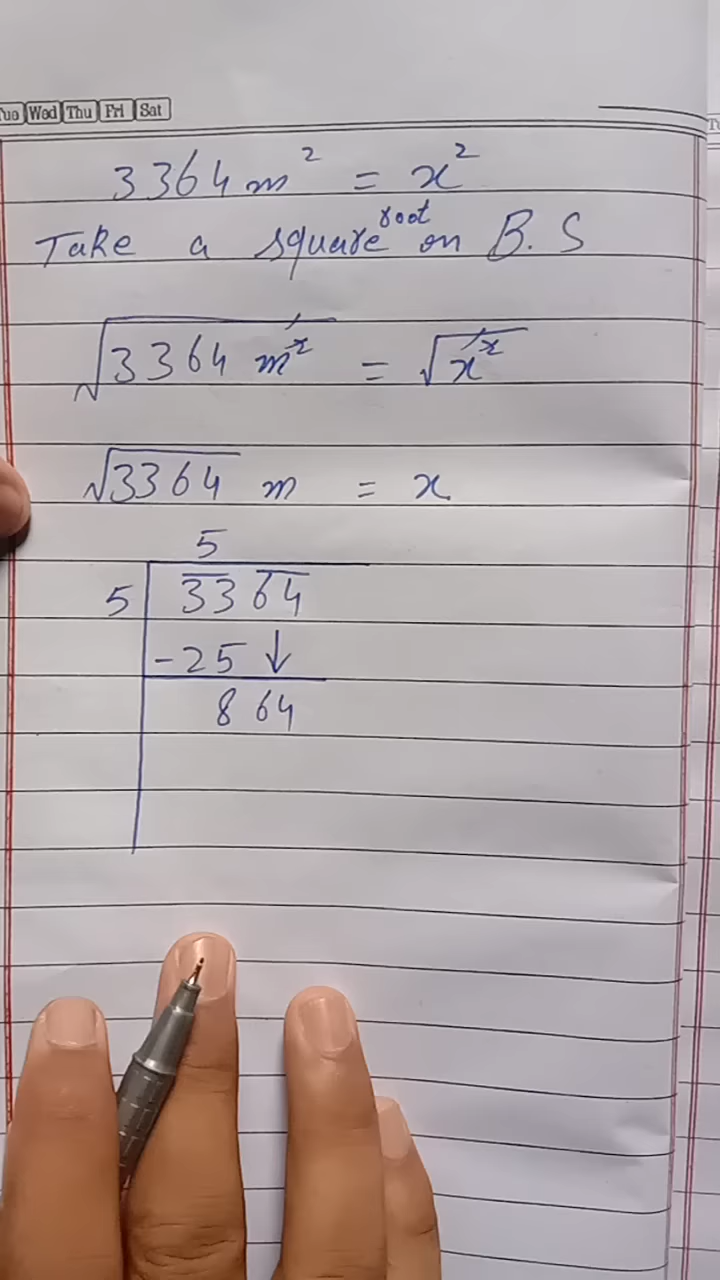 Tue Wed Thu Fri Sat
3364 m² = x²
Take a square root on B.S
√3364 m² = √x²
√3364 m = x
5
5 3364
-25 ↓
864